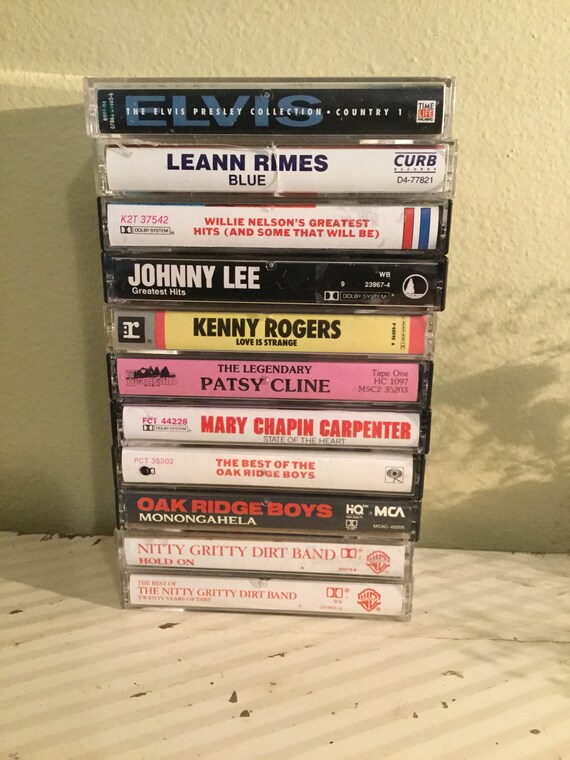 ELVIS
THE ELVIS PRESLEY COLLECTION • COUNTRY 1
TIME
LIFE
MUSIC
LEANN RIMES
BLUE
CURB
RECORDS
D4-77821
K2T 37542
DOLBY SYSTEM
WILLIE NELSON'S GREATEST
HITS (AND SOME THAT WILL BE)
JOHNNY LEE
Greatest Hits
WB
9 23967-4
DOLBY SYSTEM
r
KENNY ROGERS
LOVE IS STRANGE
THE LEGENDARY
PATSY CLINE
Tape One
HC 1097
MSC2 35203
FCT 44228
DOLBY SYSTEM
MARY CHAPIN CARPENTER
STATE OF THE HEART
PCT 35302
THE BEST OF THE
OAK RIDGE BOYS
OAK RIDGE BOYS
MONONGAHELA
HQ
MCA
NITTY GRITTY DIRT BAND
HOLD ON
THE BEST OF
THE NITTY GRITTY DIRT BAND
TWENTY YEARS OF DIRT
WB